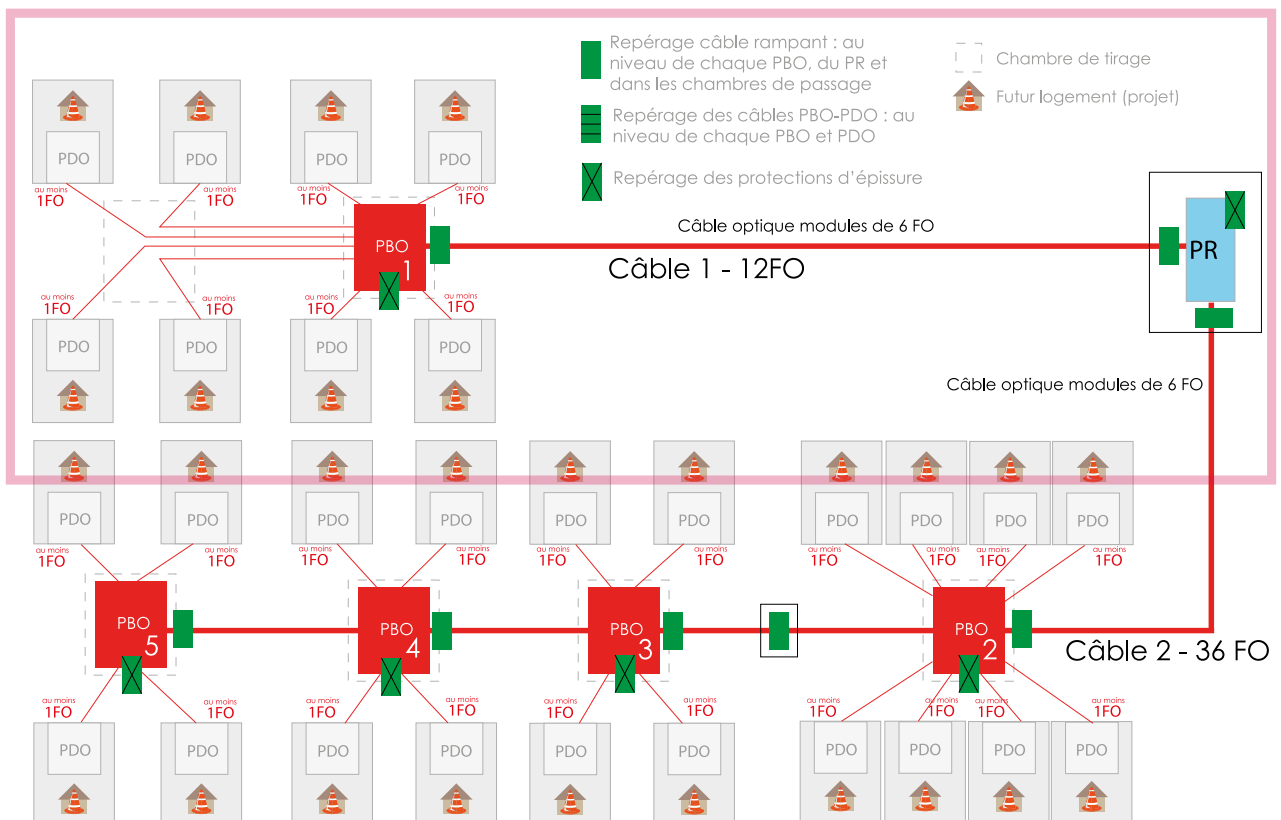 Repérage câble rampant : au
niveau de chaque PBO, du PR et
dans les chambres de passage
Chambre de tirage
Futur logement (projet)
Repérage des câbles PBO-PDO : au
niveau de chaque PBO et PDO
Repérage des protections d'épissure
PDO PDO PDO PDO
au moins au moins au moins au moins
1FO 1FO 1FO 1FO
Câble optique modules de 6 FO
PBO
1
Câble 1 - 12FO
PR
au moins au moins au moins au moins
1FO 1FO 1FO 1FO
PDO PDO PDO PDO
Câble optique modules de 6 FO
PDO PDO PDO PDO PDO PDO PDO PDO PDO PDO
au moins au moins au moins au moins au moins au moins au moins au moins au moins au moins
1FO 1FO 1FO 1FO 1FO 1FO 1FO 1FO 1FO 1FO
PBO PBO PBO PBO
5 4 3 2
Câble 2 - 36 FO
au moins au moins au moins au moins au moins au moins au moins au moins au moins au moins
1FO 1FO 1FO 1FO 1FO 1FO 1FO 1FO 1FO 1FO
PDO PDO PDO PDO PDO PDO PDO PDO PDO PDO